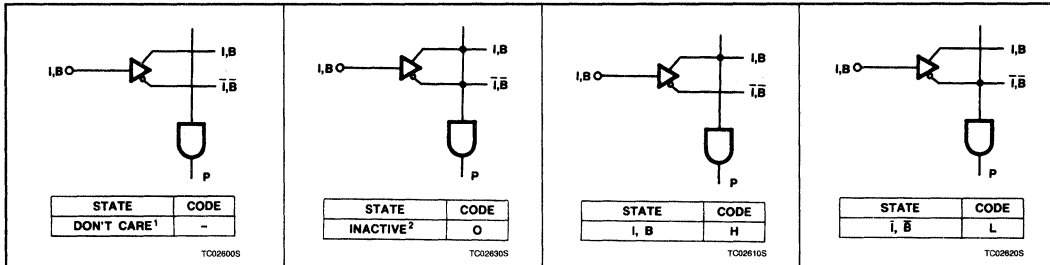 I,B
I,B
Ī,B̄
P
STATE CODE
DON'T CARE¹ –
TC02600S
I,B
I,B
Ī,B̄
P
STATE CODE
INACTIVE² O
TC02630S
I,B
I,B
Ī,B̄
P
STATE CODE
I, B H
TC02610S
I,B
I,B
Ī,B̄
P
STATE CODE
Ī, B̄ L
TC02620S